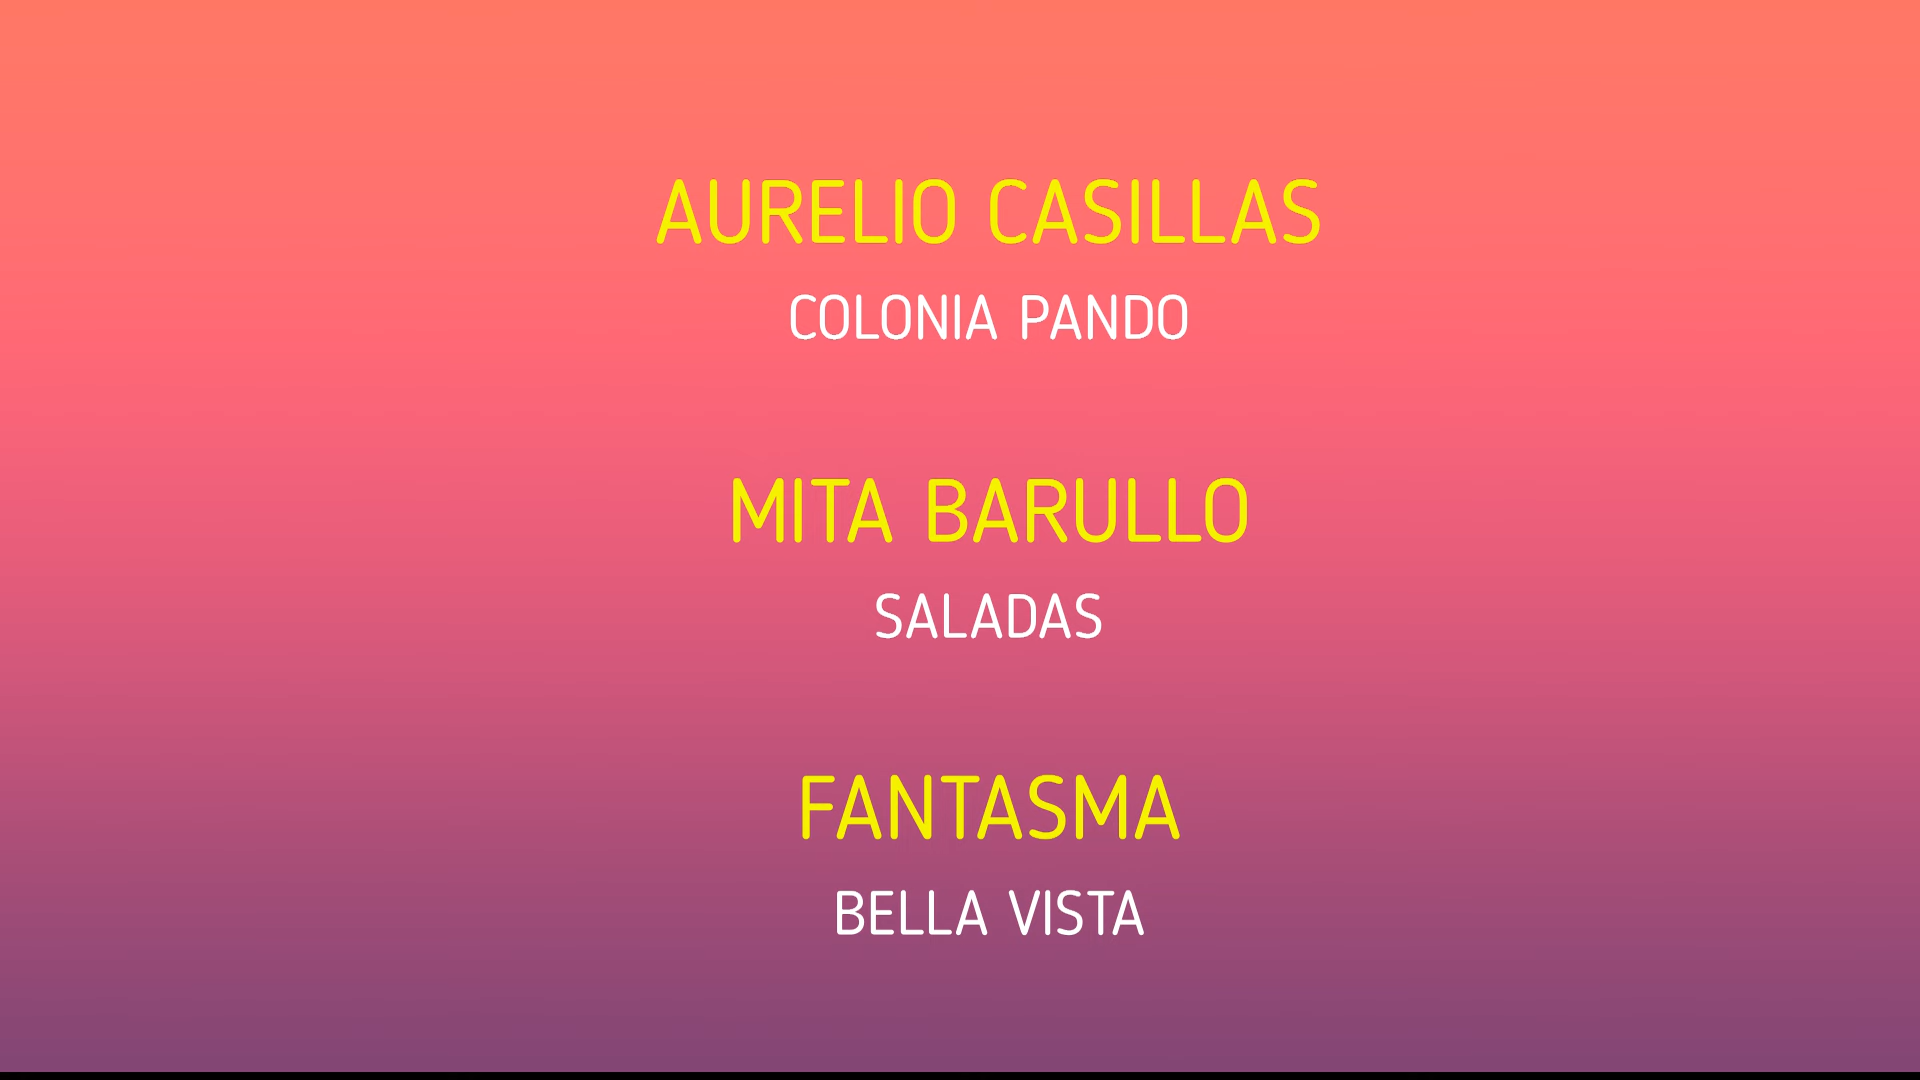 AURELIO CASILLAS
COLONIA PANDO
MITA BARULLO
SALADAS
FANTASMA
BELLA VISTA